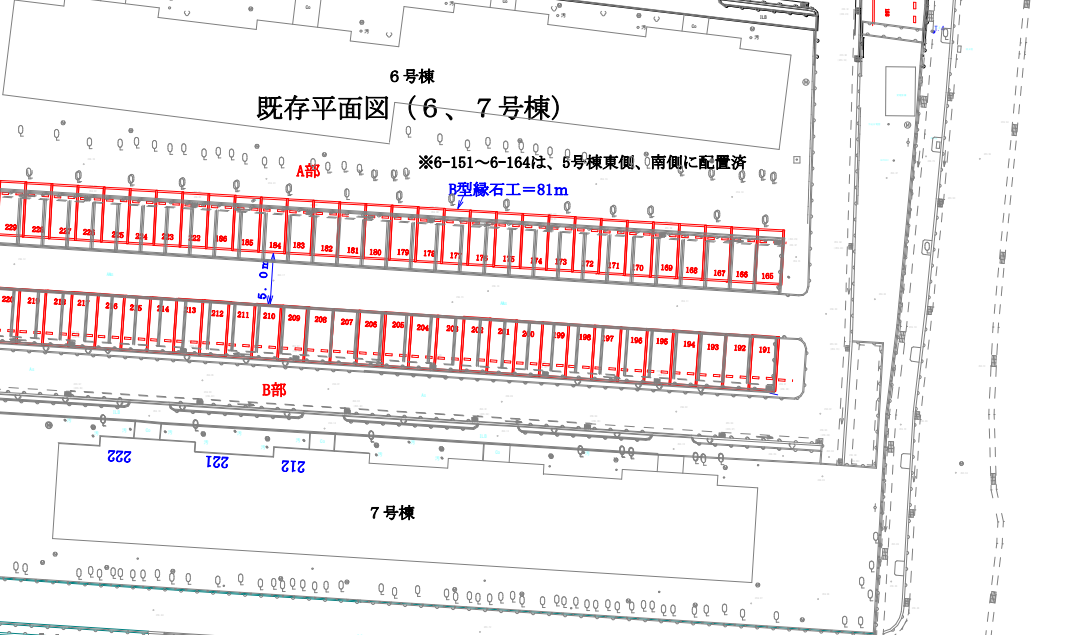 6号棟
既存平面図（6、7号棟）
※6-151～6-164は、5号棟東側、南側に配置済
A部
B型縁石工＝81m
229 228 227 226 225 224 223 222 186 185 184 183 182 181 180 179 178 177 176 175 174 173 172 171 170 169 168 167 166 165
5.0m
220 219 218 217 216 215 214 213 212 211 210 209 208 207 206 205 204 203 202 201 200 199 198 197 196 195 194 193 192 191
B部
222
221
212
7号棟